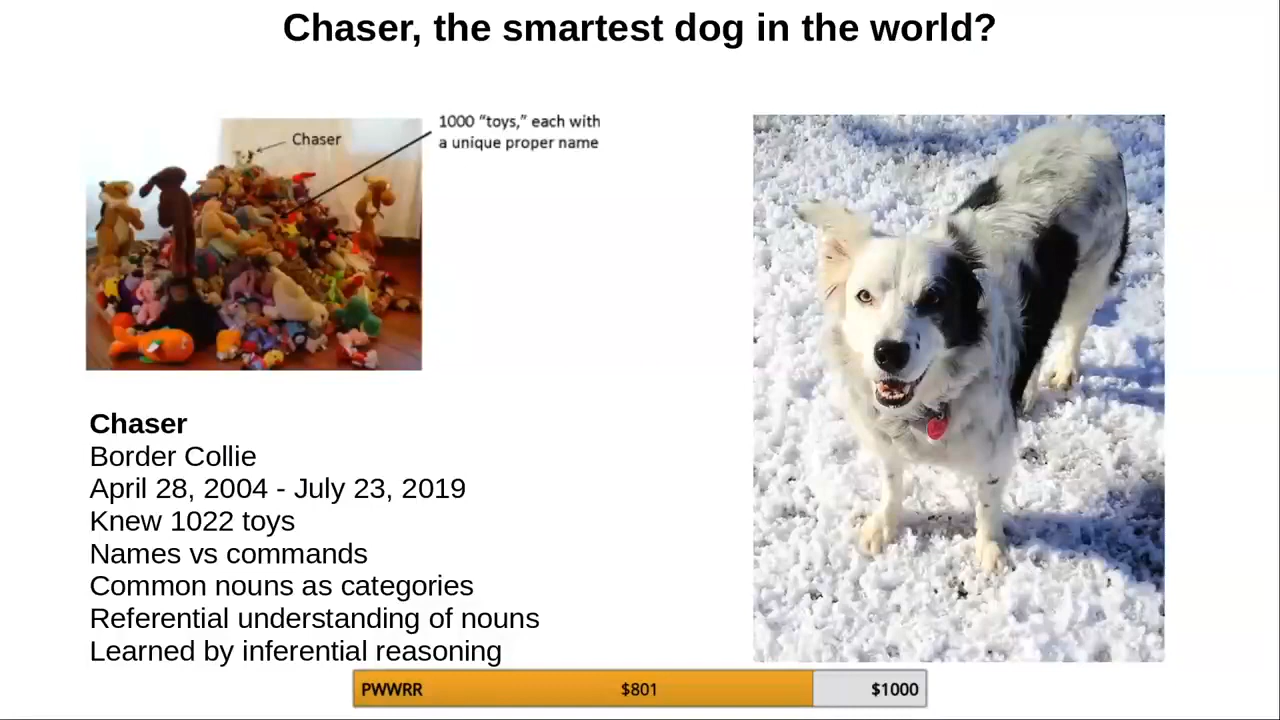 Chaser, the smartest dog in the world?
Chaser
1000 “toys,” each with
a unique proper name
Chaser
Border Collie
April 28, 2004 - July 23, 2019
Knew 1022 toys
Names vs commands
Common nouns as categories
Referential understanding of nouns
Learned by inferential reasoning
PWWRR $801 $1000